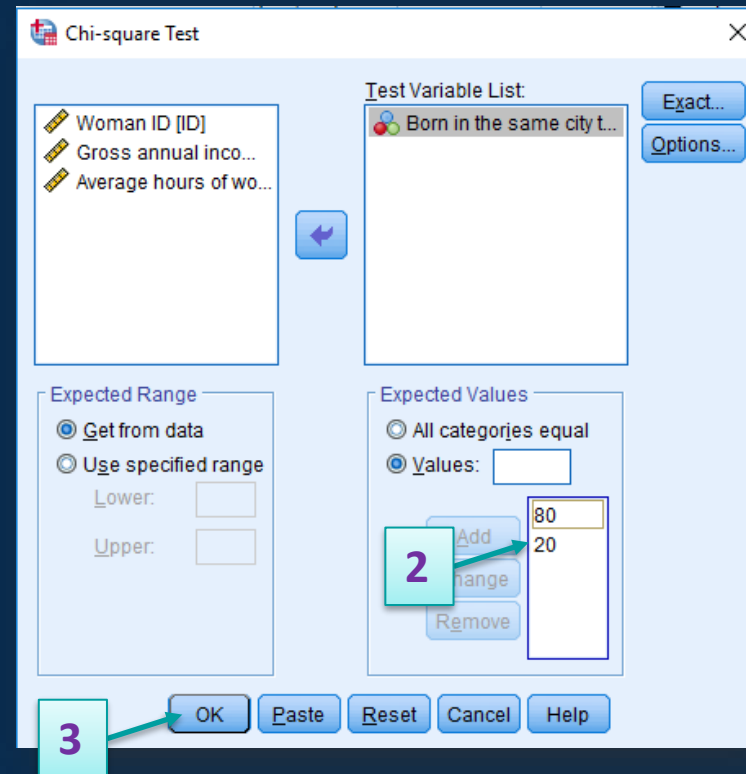 Chi-square Test
Test Variable List:
Woman ID [ID]
Gross annual inco...
Average hours of wo...
Born in the same city t...
Exact...
Options...
Expected Range
Get from data
Use specified range
Lower:
Upper:
Expected Values
All categories equal
Values:
Add
hange
Remove
80
20
2
OK
Paste
Reset
Cancel
Help
3